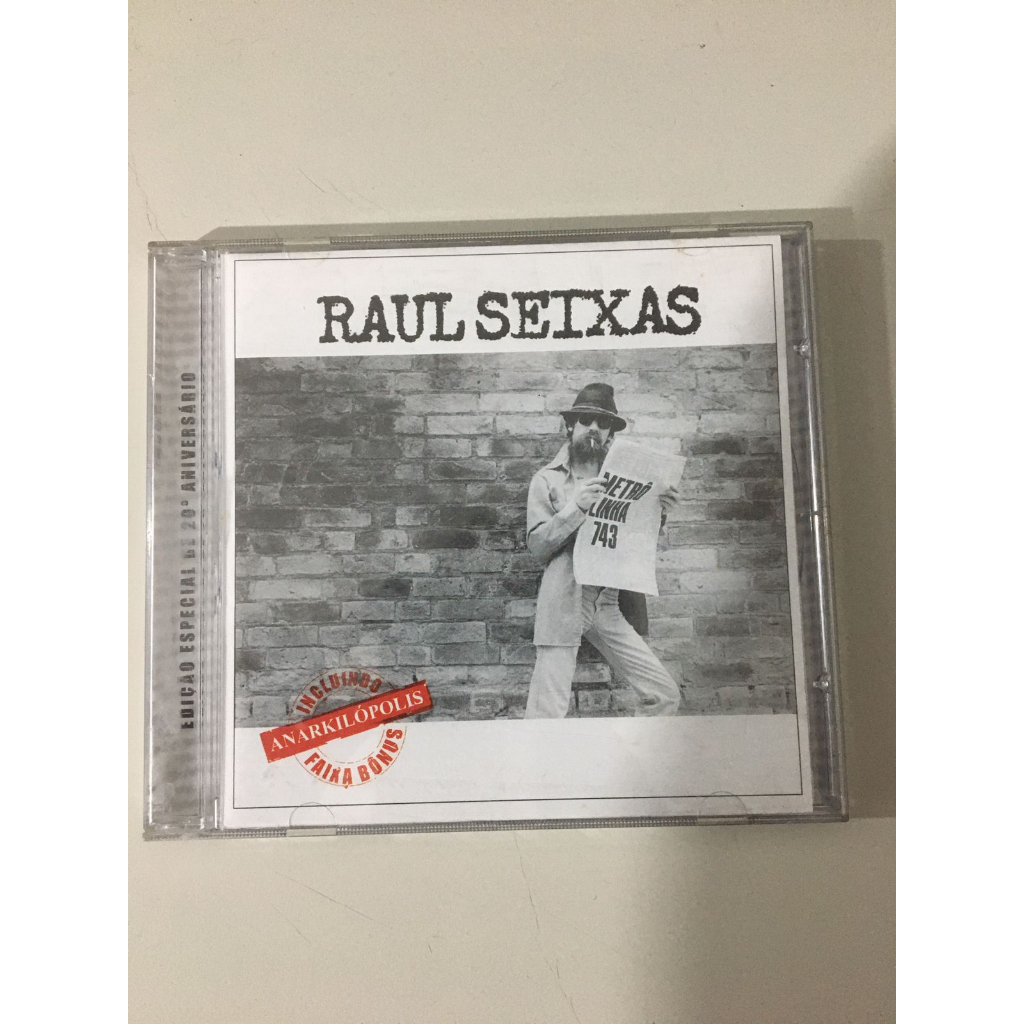 RAUL SEIXAS
METRÔ
LINHA
743
INCLUINDO
ANARKILÓPOLIS
FAIXA BÔNUS
EDIÇÃO ESPECIAL DE 20º ANIVERSÁRIO